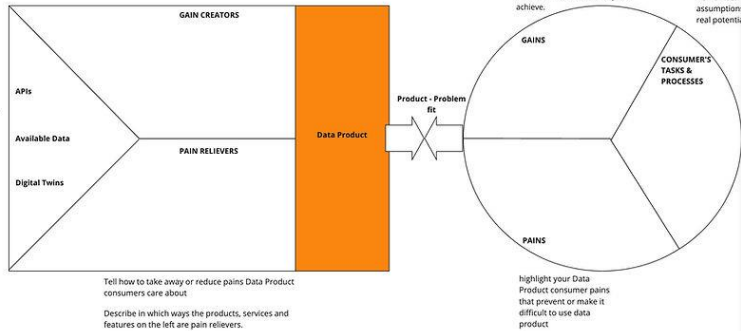 achieve.
assumptions
real potentia
GAIN CREATORS
GAINS
CONSUMER'S
TASKS &
PROCESSES
APIs
Product - Problem
fit
Available Data
Data Product
PAIN RELIEVERS
Digital Twins
PAINS
Tell how to take away or reduce pains Data Product
consumers care about
Describe in which ways the products, services and
features on the left are pain relievers.
highlight your Data
Product consumer pains
that prevent or make it
difficult to use data
product